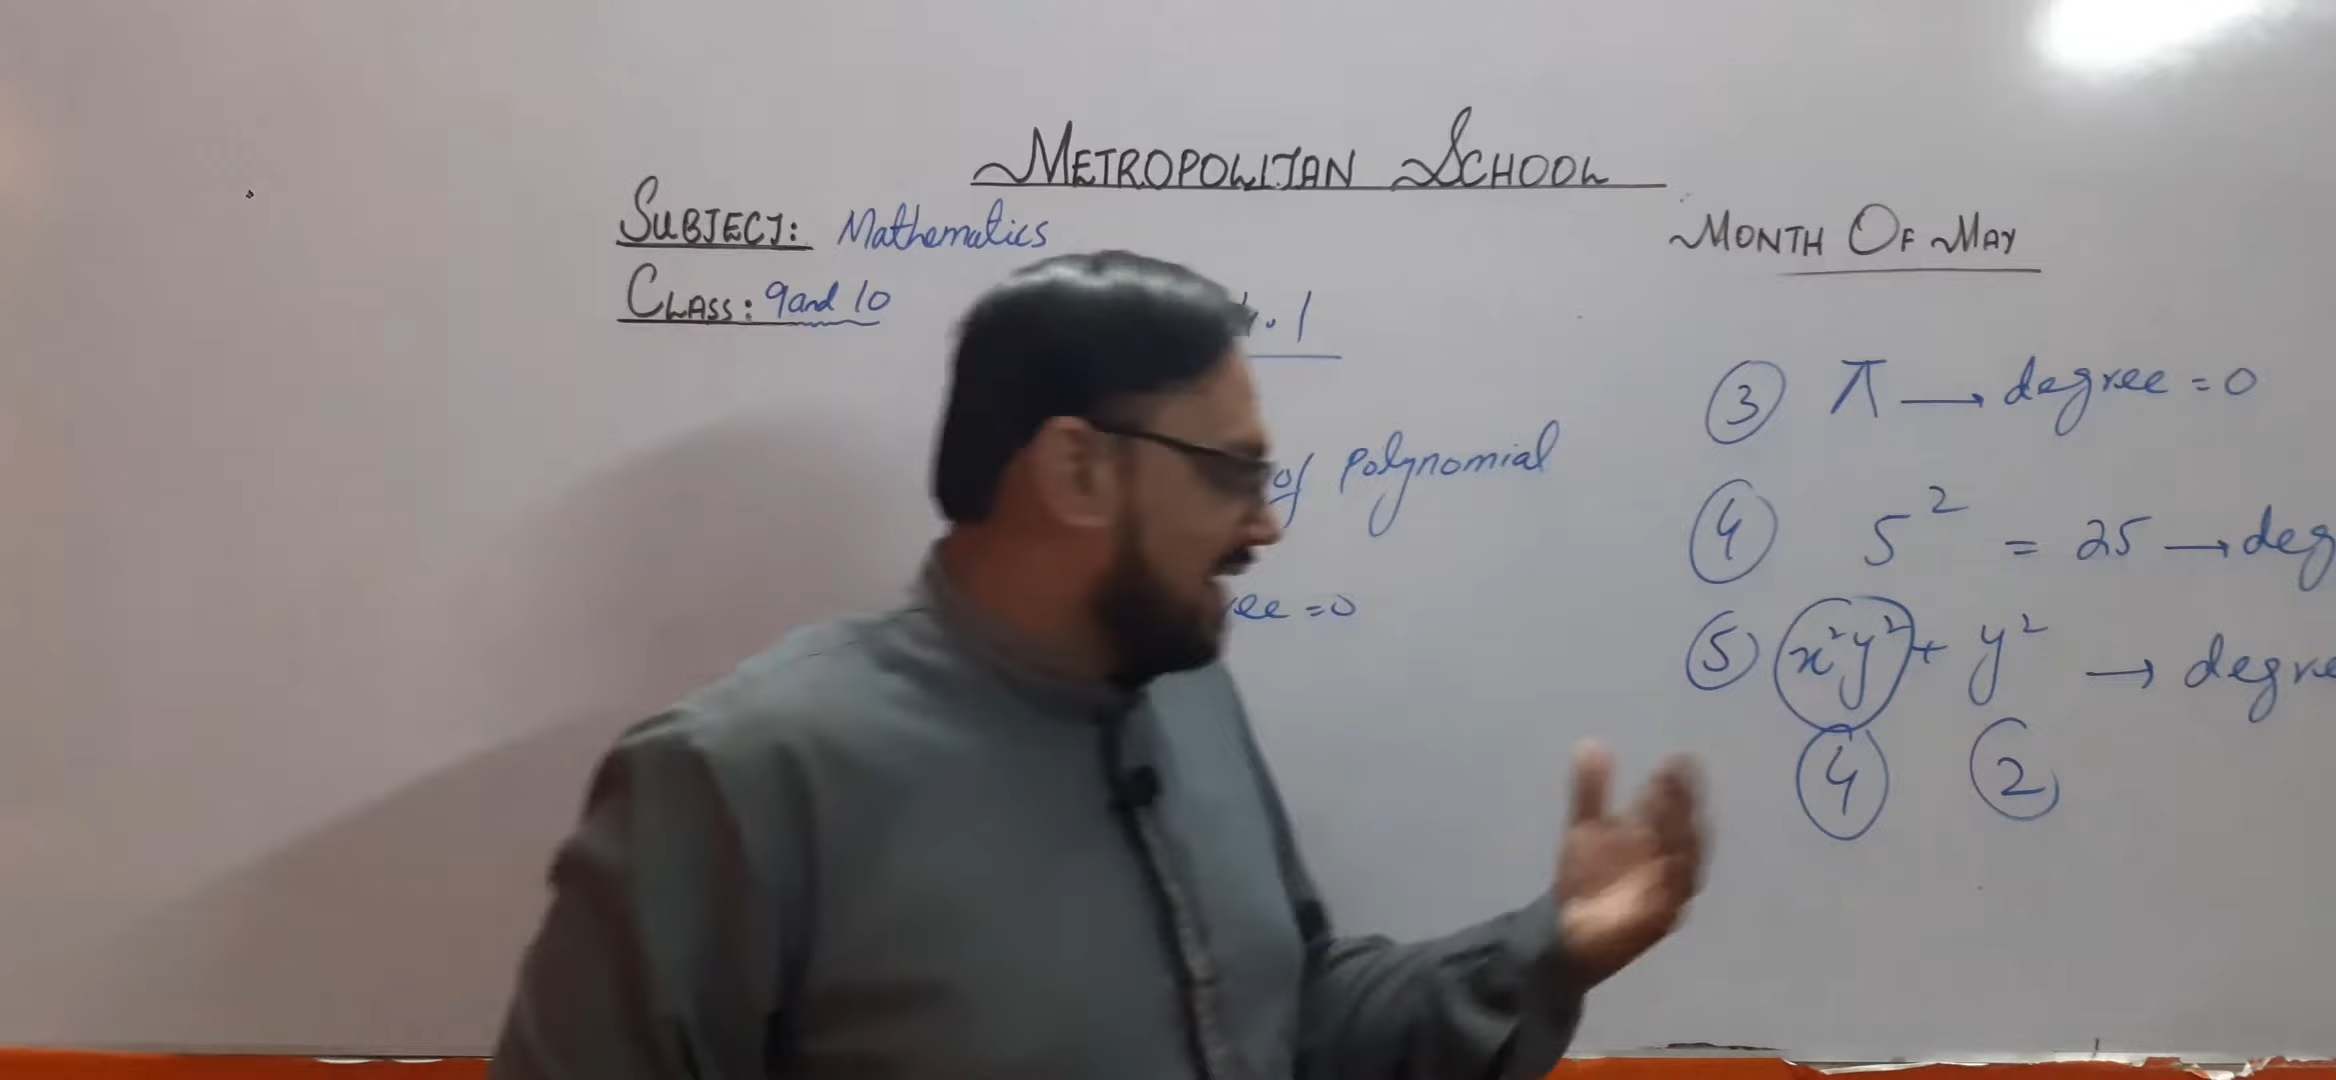 METROPOLITAN SCHOOL
SUBJECT: Mathematics
MONTH OF MAY
CLASS: 9 and 10
.1
of polynomial
ee = 0
③ π → degree = 0
④ 5² = 25 → deg
⑤ x²y² + y² → degre
④ ②